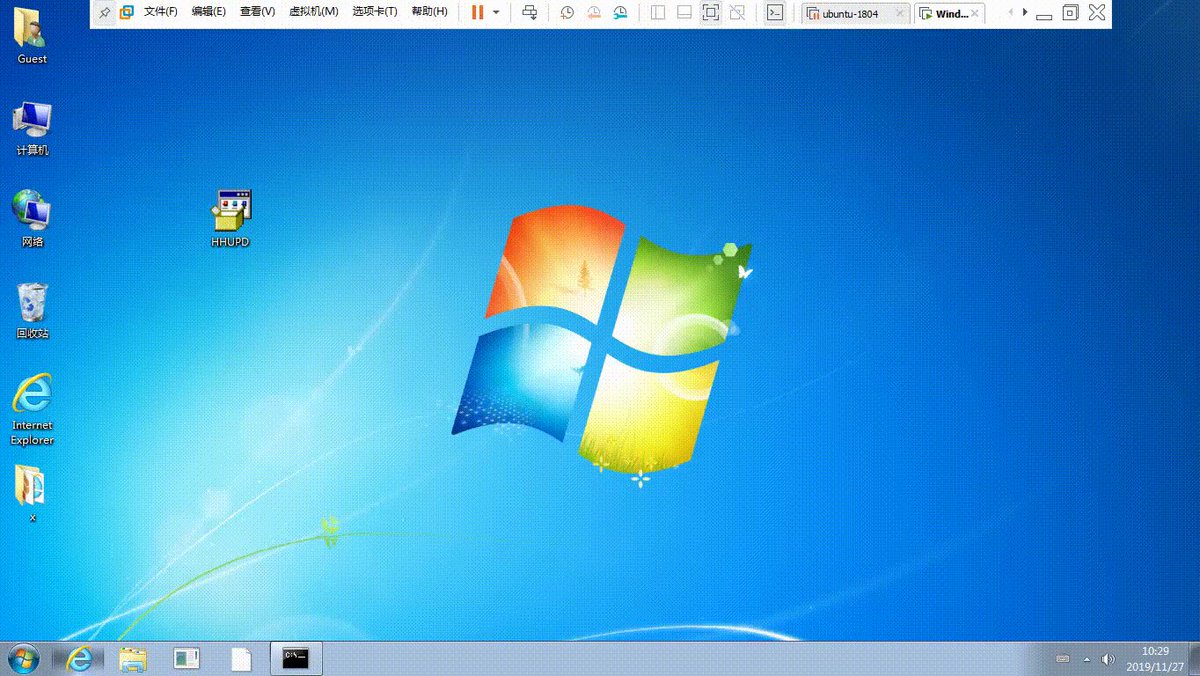 文件(F) 编辑(E) 查看(V) 虚拟机(M) 选项卡(T) 帮助(H) ubuntu-1804 Wind...
Guest
计算机
网络
HHUPD
回收站
Internet
Explorer
x
C:\_
10:29
2019/11/27